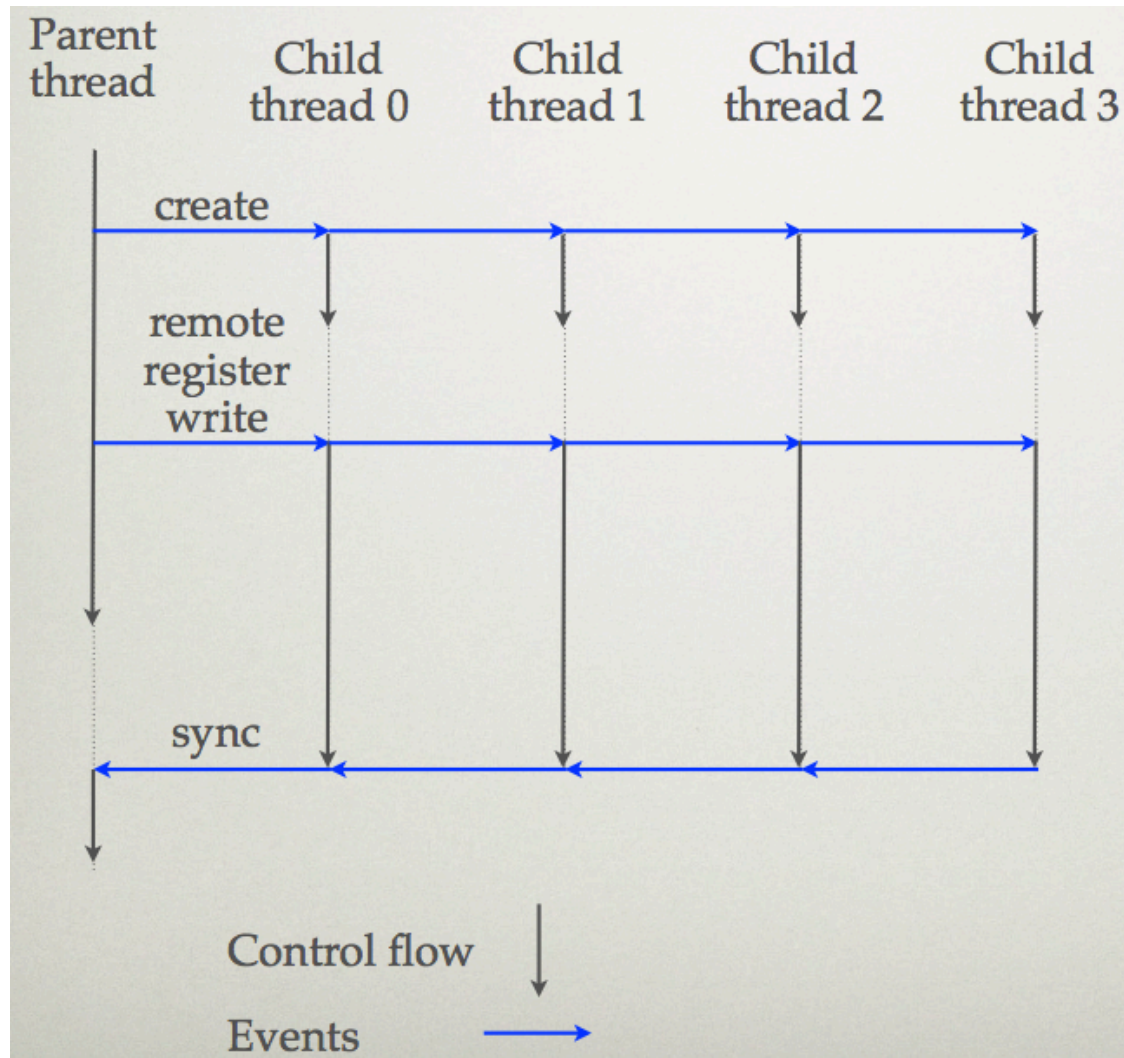 Parent
thread
Child
thread 0
Child
thread 1
Child
thread 2
Child
thread 3
create
remote
register
write
sync
Control flow
Events